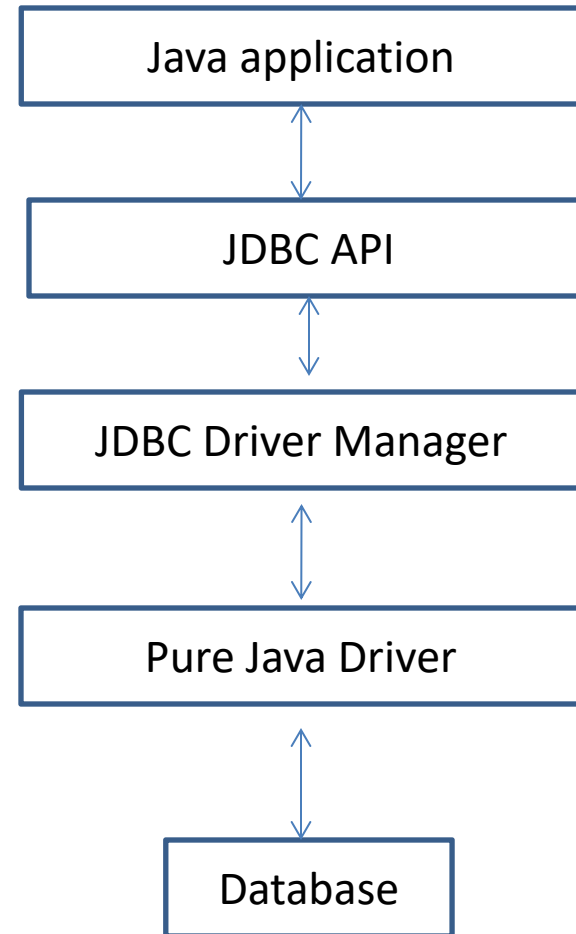 Java application
JDBC API
JDBC Driver Manager
Pure Java Driver
Database